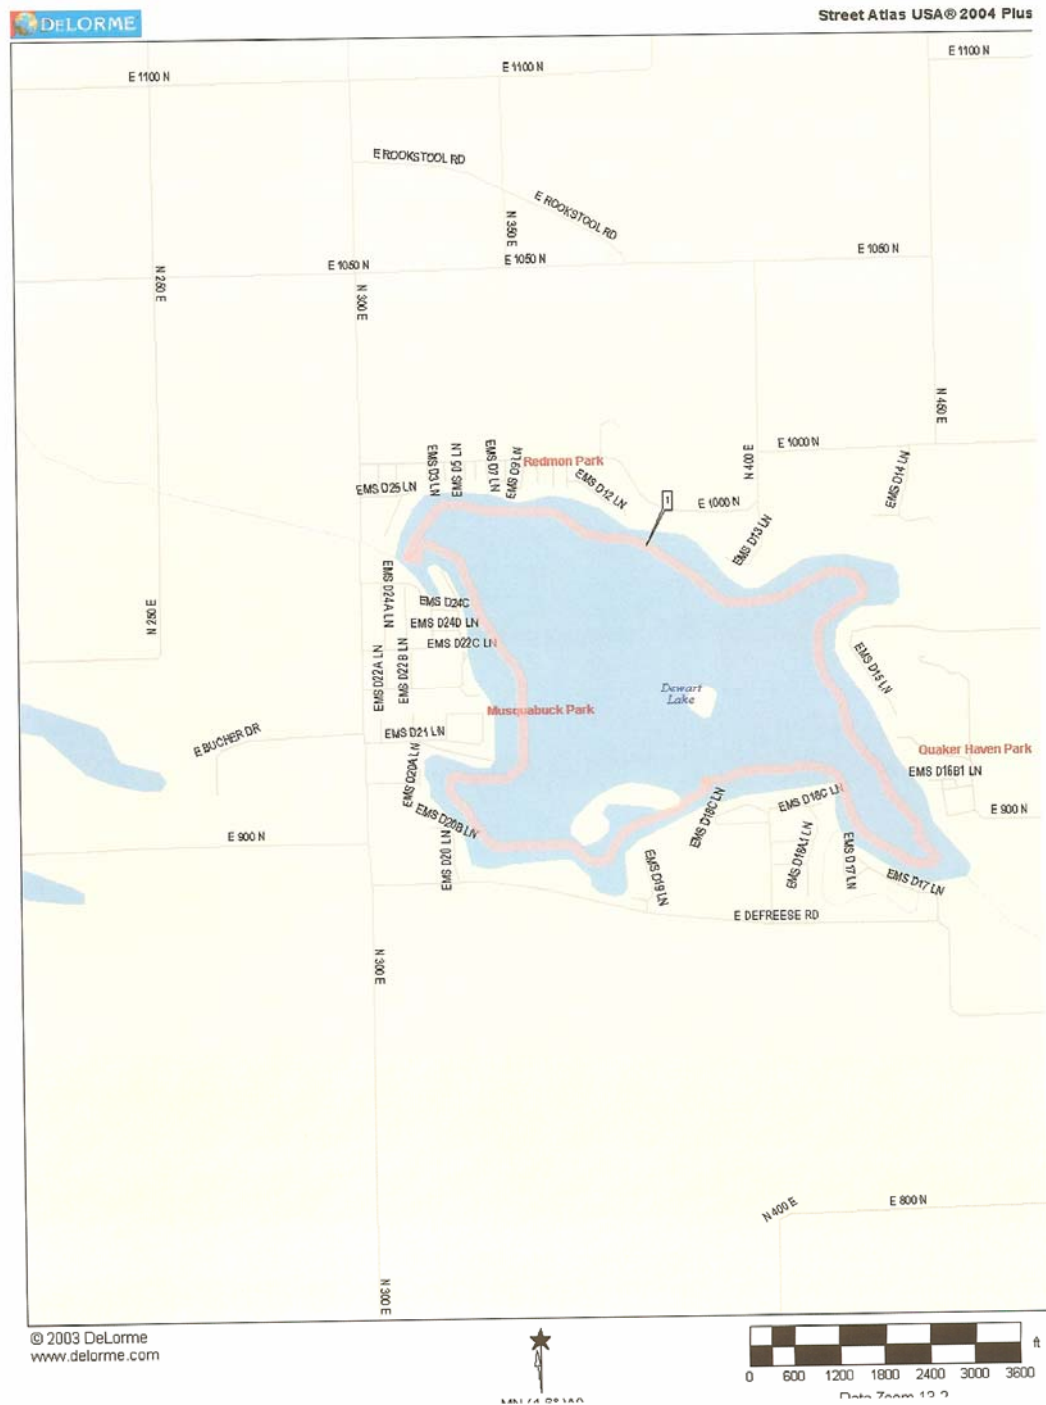 DELORME
Street Atlas USA® 2004 Plus
E 1100 N
E 1100 N
E 1100 N
E ROOKSTOOL RD
E ROOKSTOOL RD
N 350 E
E 1050 N
E 1050 N
E 1050 N
N 250 E
N 300 E
N 450 E
E 1000 N
N 400 E
EMS D14 LN
EMS D3 LN
EMS D5 LN
EMS D7 LN
EMS D9 LN
Redmon Park
EMS D25 LN
EMS D12 LN
1
E 1000 N
EMS D13 LN
EMS D24A LN
EMS D24C
EMS D24D LN
EMS D22C LN
N 250 E
EMS D22A LN
EMS D22B LN
EMS D15 LN
Dewart
Lake
Musquabuck Park
E BUCHER DR
EMS D21 LN
Quaker Haven Park
EMS D20A LN
EMS D16B1 LN
EMS D18C LN
EMS D18C LN
E 900 N
EMS D20B LN
E 900 N
EMS D20 LN
EMS D19 LN
EMS D18A1 LN
EMS D17 LN
EMS D17 LN
E DEFREESE RD
N 300 E
N 400 E
E 800 N
N 300 E
© 2003 DeLorme
www.delorme.com
ft
0 600 1200 1800 2400 3000 3600